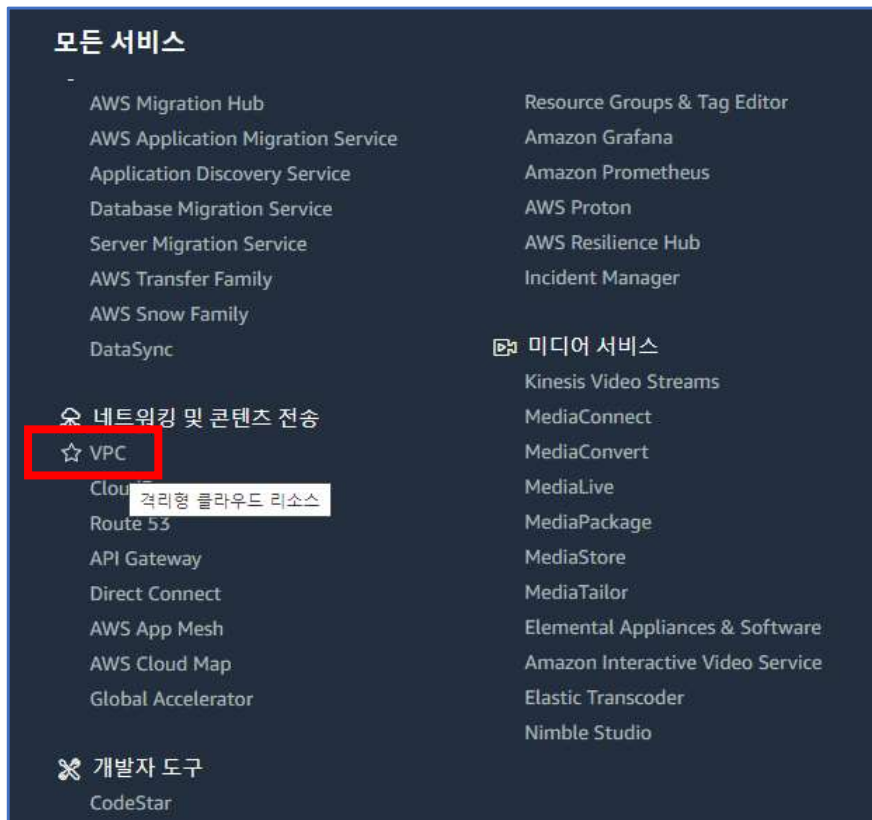 모든 서비스
AWS Migration Hub
AWS Application Migration Service
Application Discovery Service
Database Migration Service
Server Migration Service
AWS Transfer Family
AWS Snow Family
DataSync
네트워킹 및 콘텐츠 전송
VPC
격리형 클라우드 리소스
Route 53
API Gateway
Direct Connect
AWS App Mesh
AWS Cloud Map
Global Accelerator
개발자 도구
CodeStar
Resource Groups & Tag Editor
Amazon Grafana
Amazon Prometheus
AWS Proton
AWS Resilience Hub
Incident Manager
미디어 서비스
Kinesis Video Streams
MediaConnect
MediaConvert
MediaLive
MediaPackage
MediaStore
MediaTailor
Elemental Appliances & Software
Amazon Interactive Video Service
Elastic Transcoder
Nimble Studio